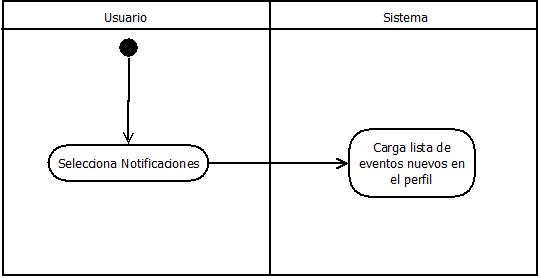 Usuario
Sistema
Selecciona Notificaciones
Carga lista de
eventos nuevos en
el perfil